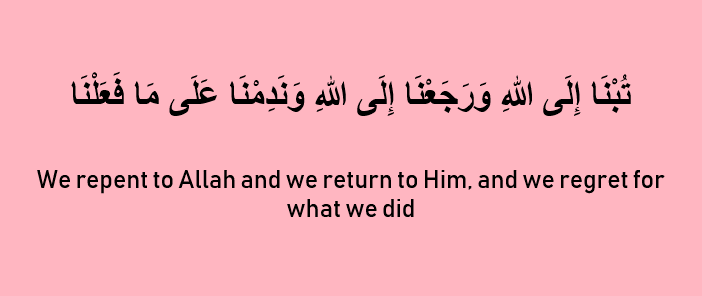 تُبْنَا إِلَى اللهِ وَرَجَعْنَا إِلَى اللهِ وَنَدِمْنَا عَلَى مَا فَعَلْنَا
We repent to Allah and we return to Him, and we regret for
what we did